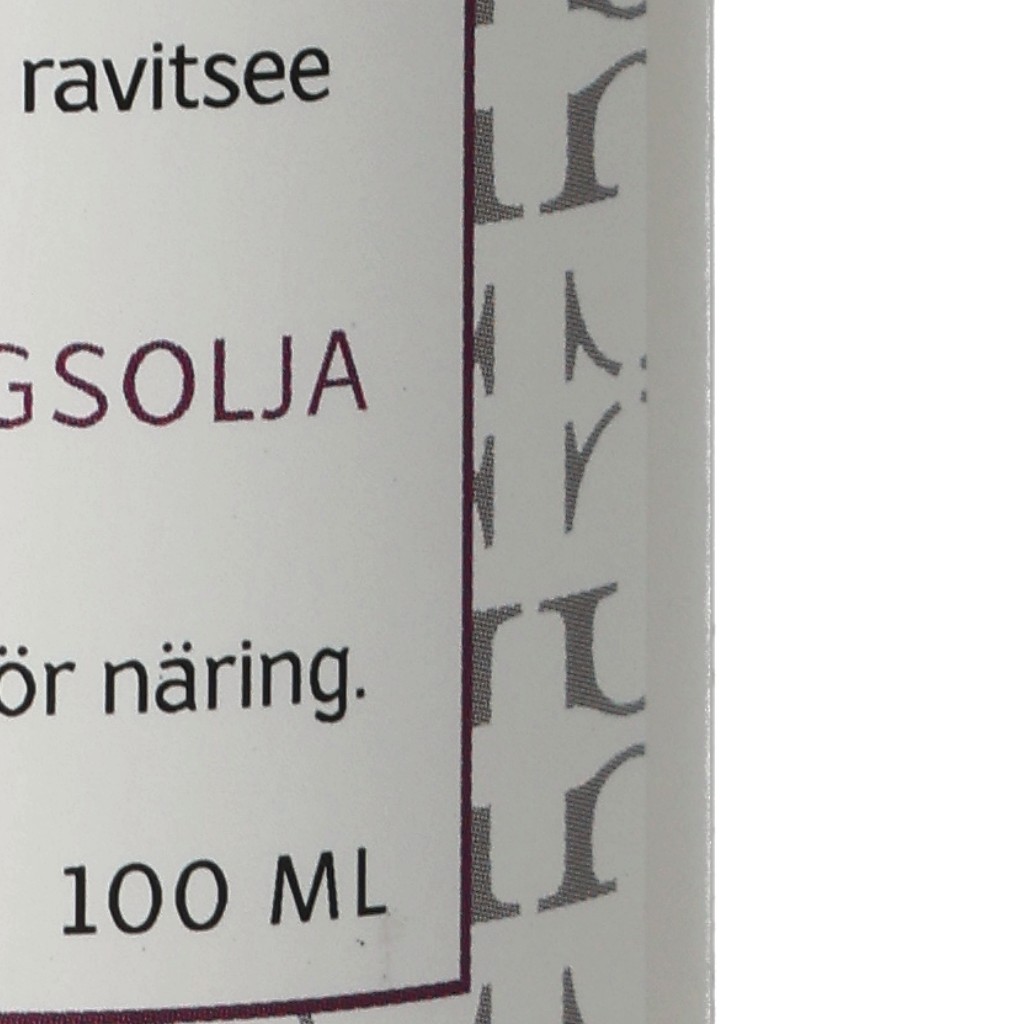 ravitsee
GSOLJA
ör näring.
100 ML